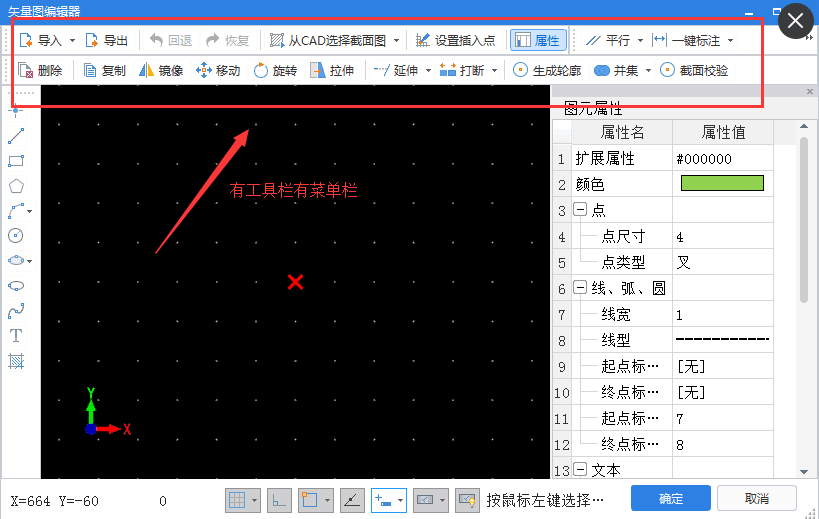 矢量图编辑器
导入 导出 回退 恢复 从CAD选择截面图 设置插入点 属性 平行 一键标注
删除 复制 镜像 移动 旋转 拉伸 延伸 打断 生成轮廓 并集 截面校验
图元属性
属性名 属性值
1 扩展属性 #000000
2 颜色
3 点
4 点尺寸 4
5 点类型 叉
6 线、弧、圆
7 线宽 1
8 线型
9 起点标… [无]
10 终点标… [无]
11 起点标… 7
12 终点标… 8
13 文本
有工具栏有菜单栏
Y
X
T
X=664 Y=-60 0
按鼠标左键选择…
确定 取消